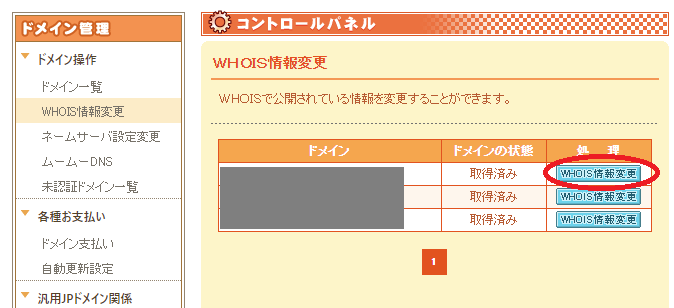 ドメイン管理
ドメイン操作
ドメイン一覧
WHOIS情報変更
ネームサーバ設定変更
ムームーDNS
未認証ドメイン一覧
各種お支払い
ドメイン支払い
自動更新設定
汎用JPドメイン関係
コントロールパネル
WHOIS情報変更
WHOISで公開されている情報を変更することができます。
ドメイン ドメインの状態 処 理
取得済み WHOIS情報変更
取得済み WHOIS情報変更
取得済み WHOIS情報変更
1